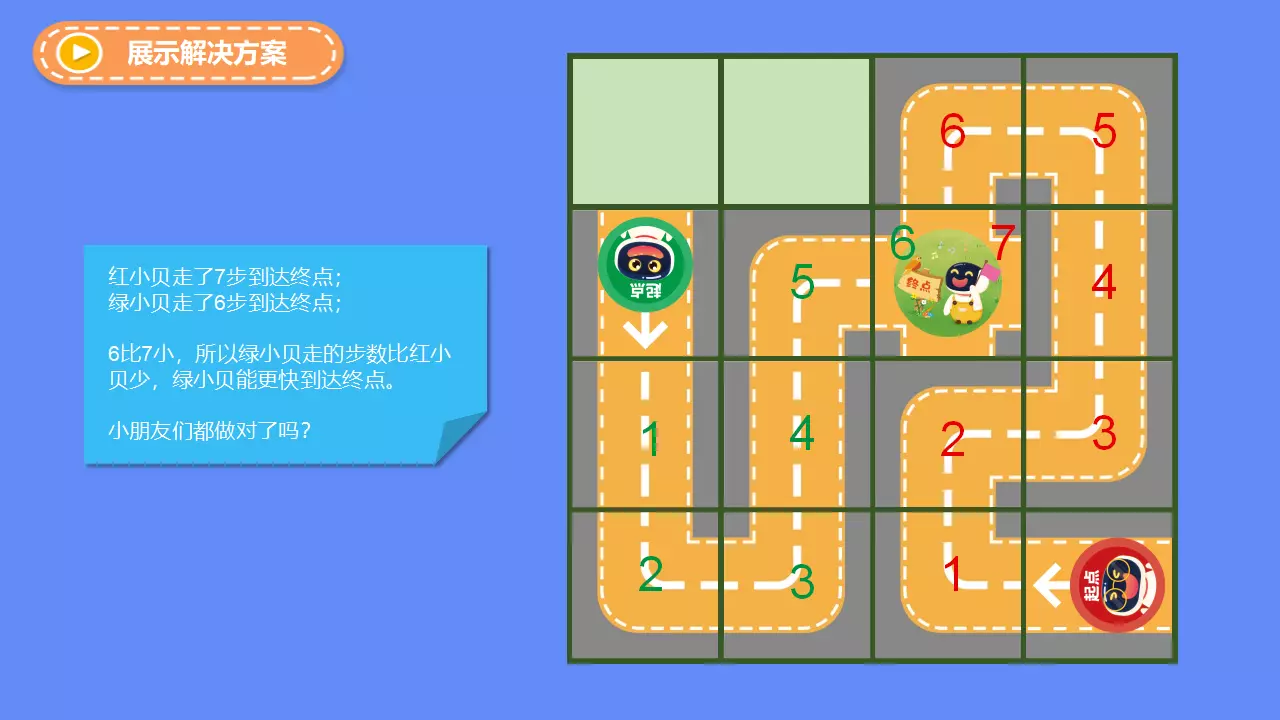 展示解决方案
红小贝走了7步到达终点；
绿小贝走了6步到达终点；
6比7小，所以绿小贝走的步数比红小
贝少，绿小贝能更快到达终点。
小朋友们都做对了吗？
6 5
起点
5 6 7 4
终点
1 4 2 3
2 3 1
起点